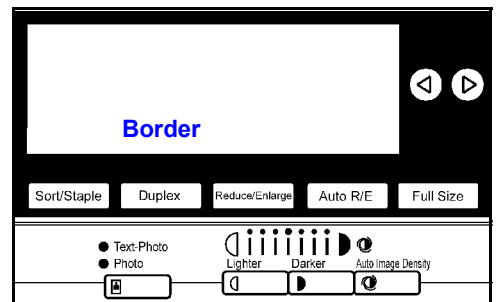 Border
Sort/Staple Duplex Reduce/Enlarge Auto R/E Full Size
Text-Photo
Photo
Lighter Darker Auto Image Density